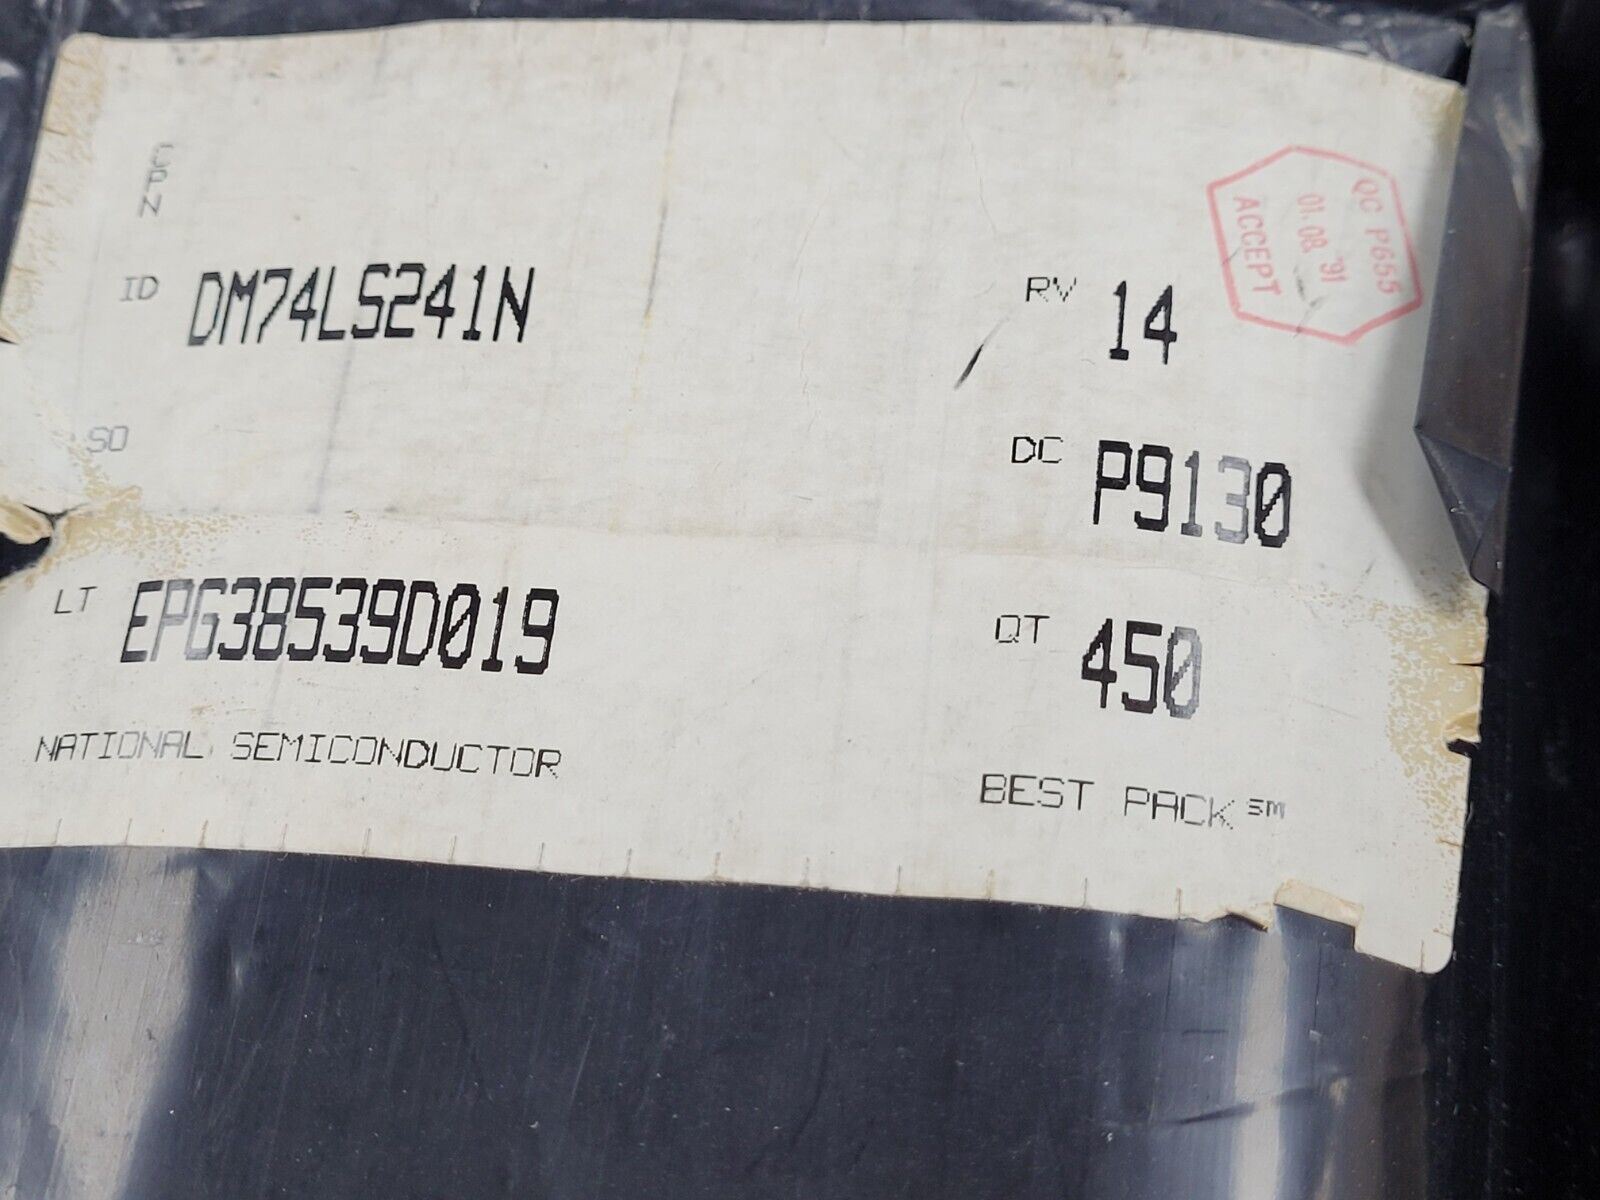 SPN
ID DM74LS241N
RV 14
QC P655
01.08.'91
ACCEPT
SO
DC P9130
LT EPG38539D019
QT 450
NATIONAL SEMICONDUCTOR
BEST PACK SM